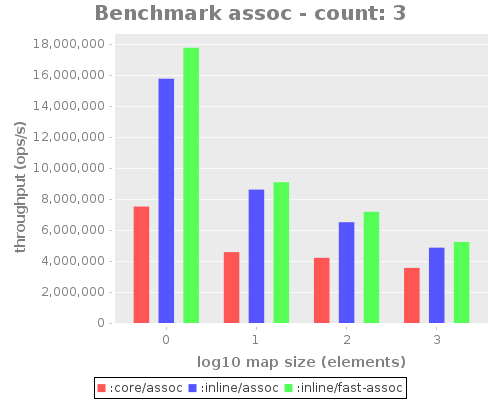 Benchmark assoc - count: 3
throughput (ops/s)
18,000,000
16,000,000
14,000,000
12,000,000
10,000,000
8,000,000
6,000,000
4,000,000
2,000,000
0
0 1 2 3
log10 map size (elements)
:core/assoc :inline/assoc :inline/fast-assoc